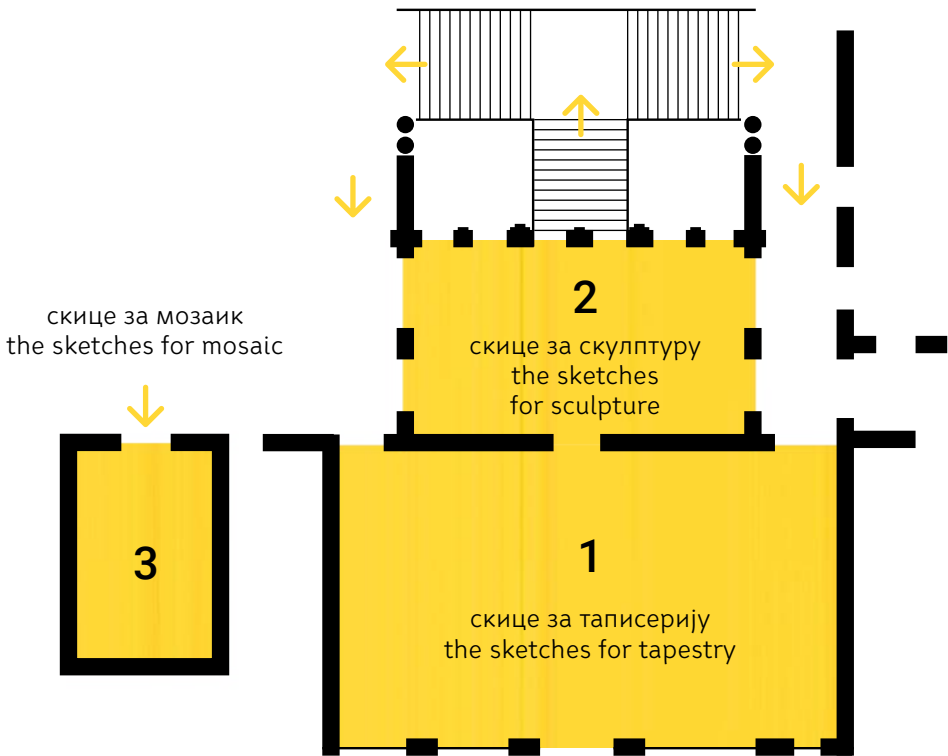 2
скице за скулптуру
the sketches
for sculpture
скице за мозаик
the sketches for mosaic
3
1
скице за таписерију
the sketches for tapestry